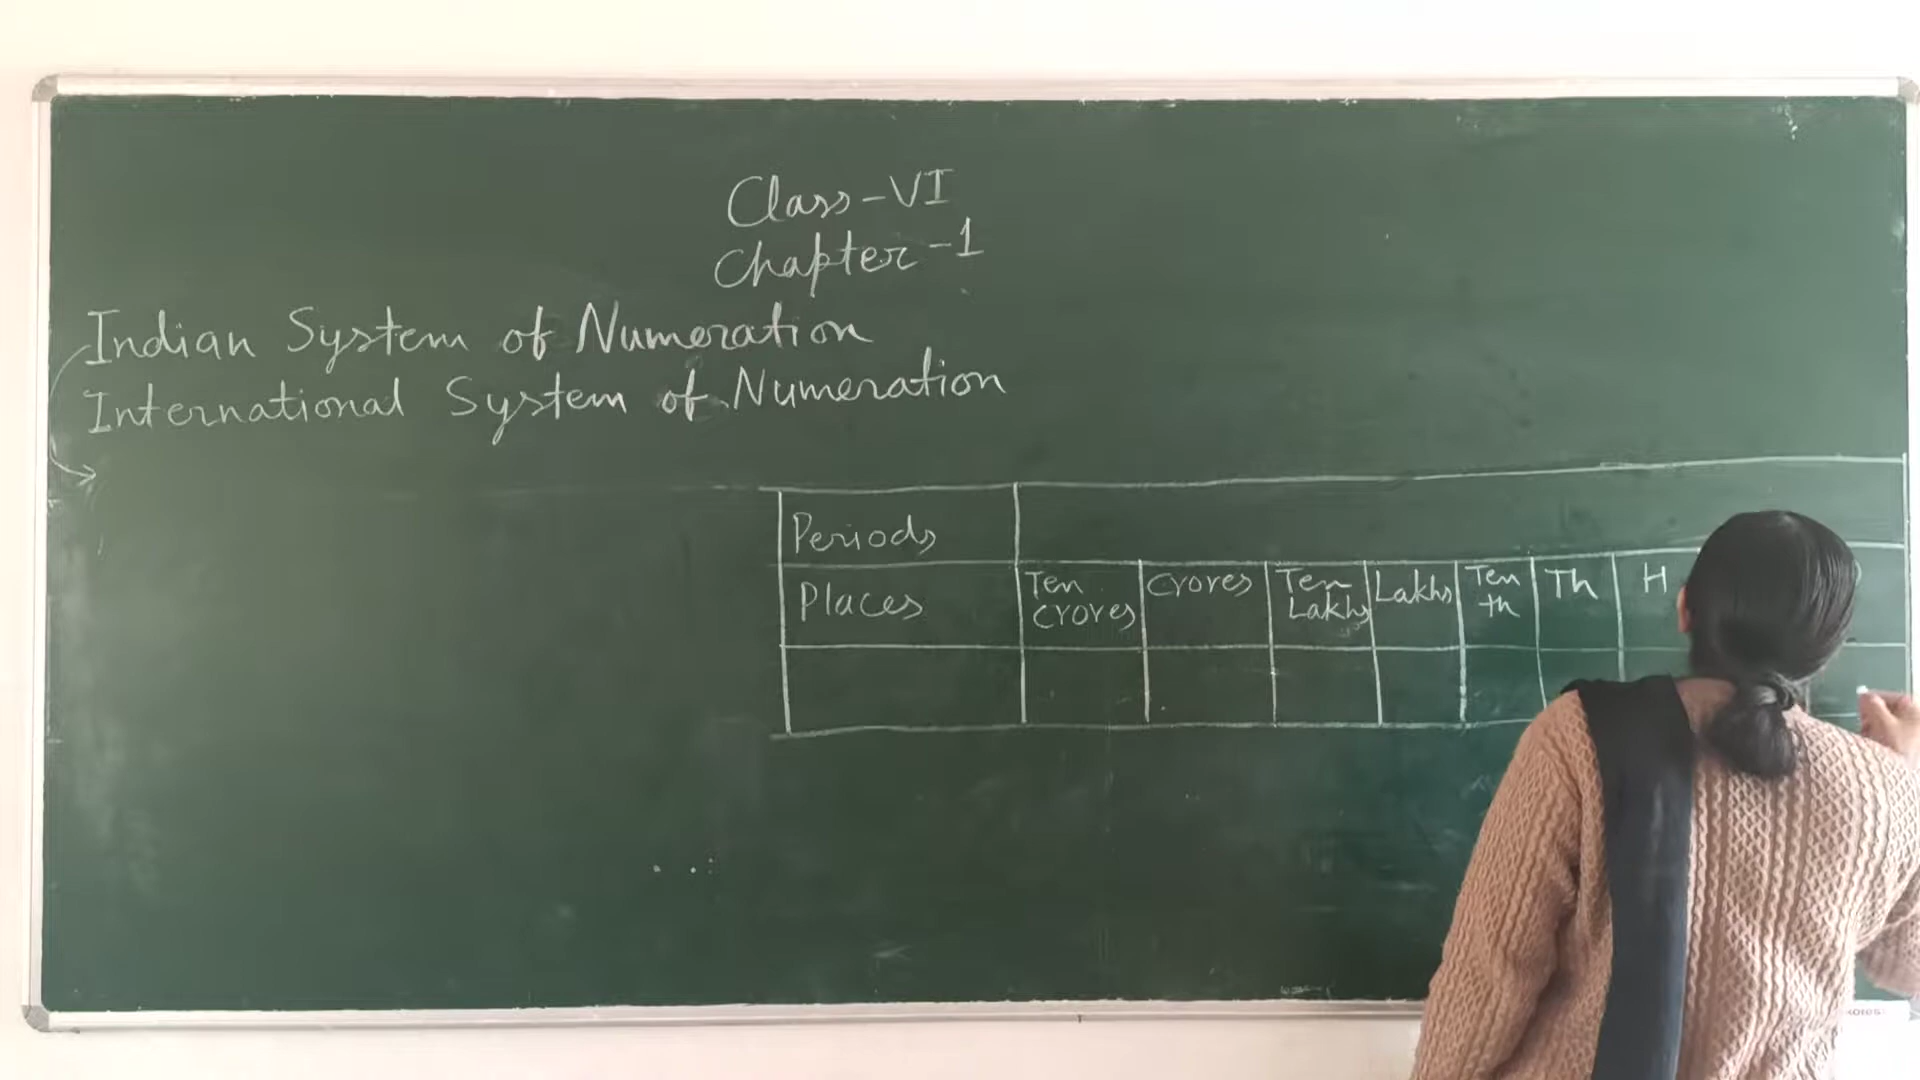 Class-VI
Chapter-1
Indian System of Numeration
International System of Numeration
Periods
Places Ten Crores Crores Ten Lakhs Lakhs Ten th Th H